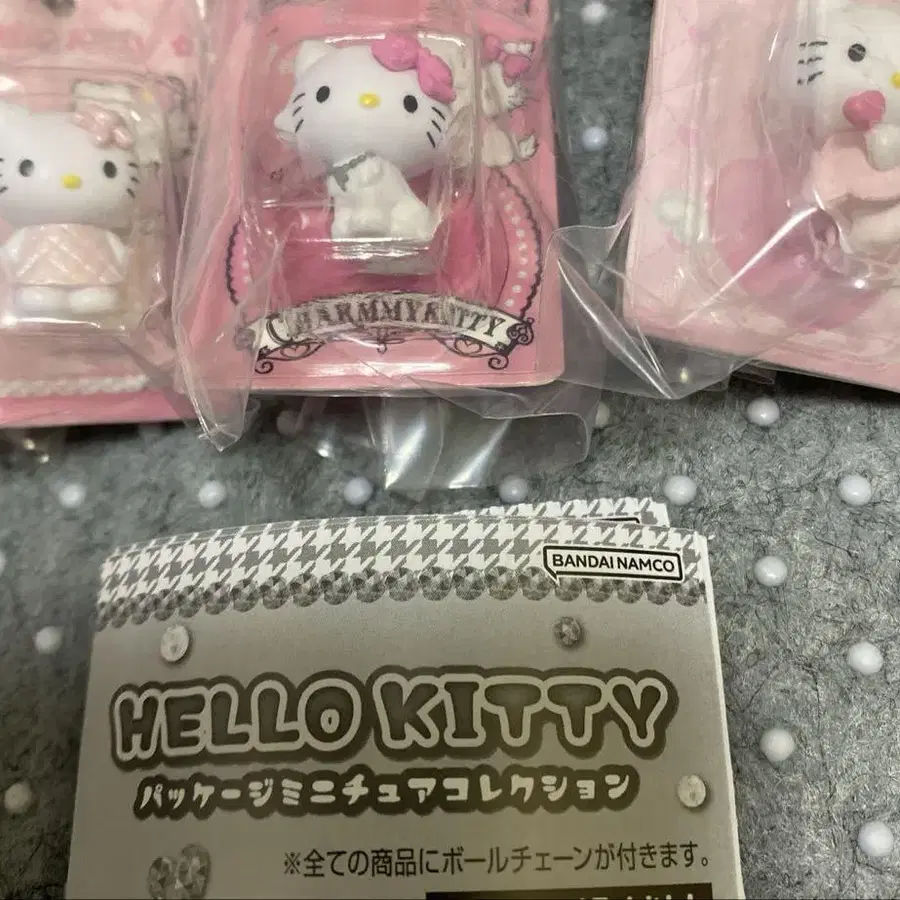 CHARMMYKITTY
BANDAI NAMCO
HELLO KITTY
パッケージミニチュアコレクション
※全ての商品にボールチェーンが付きます。